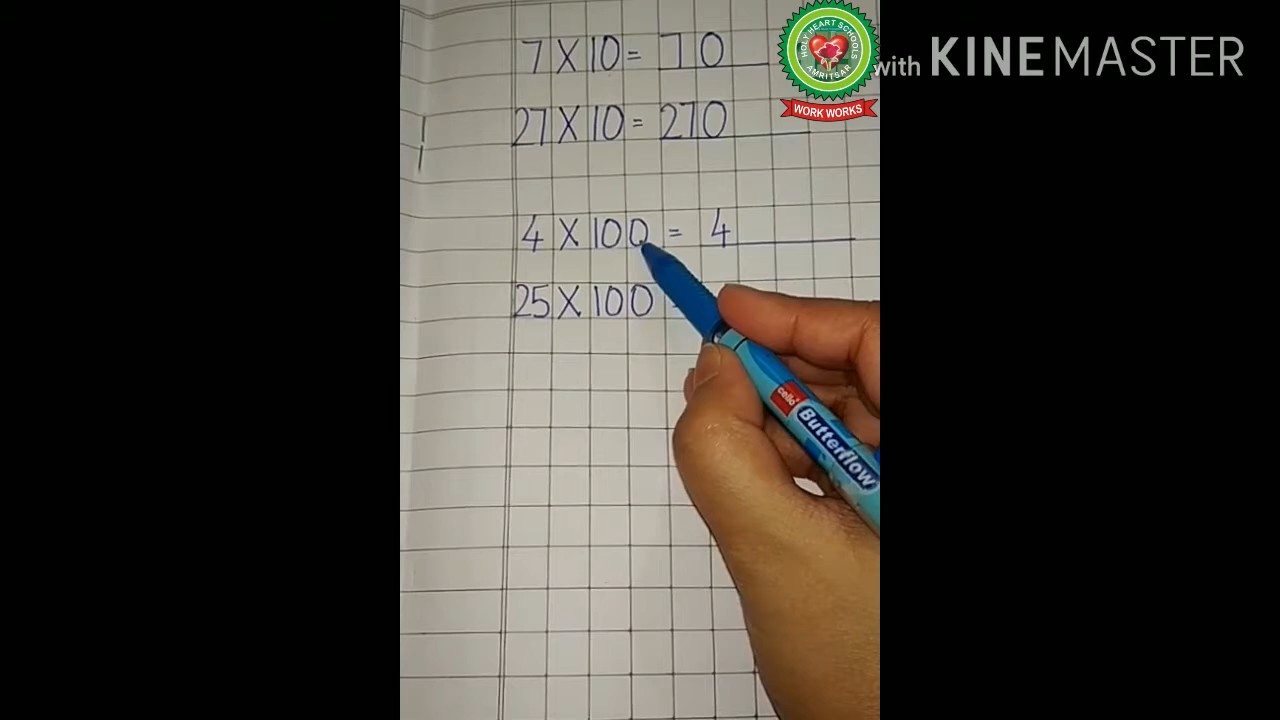 7 X 10 = 70
27 X 10 = 270
4 X 100 = 4
25 X 100 =
HOLY HEART SCHOOLS
AMRITSAR
WORK WORKS
with KINEMASTER
cello
Butterflow